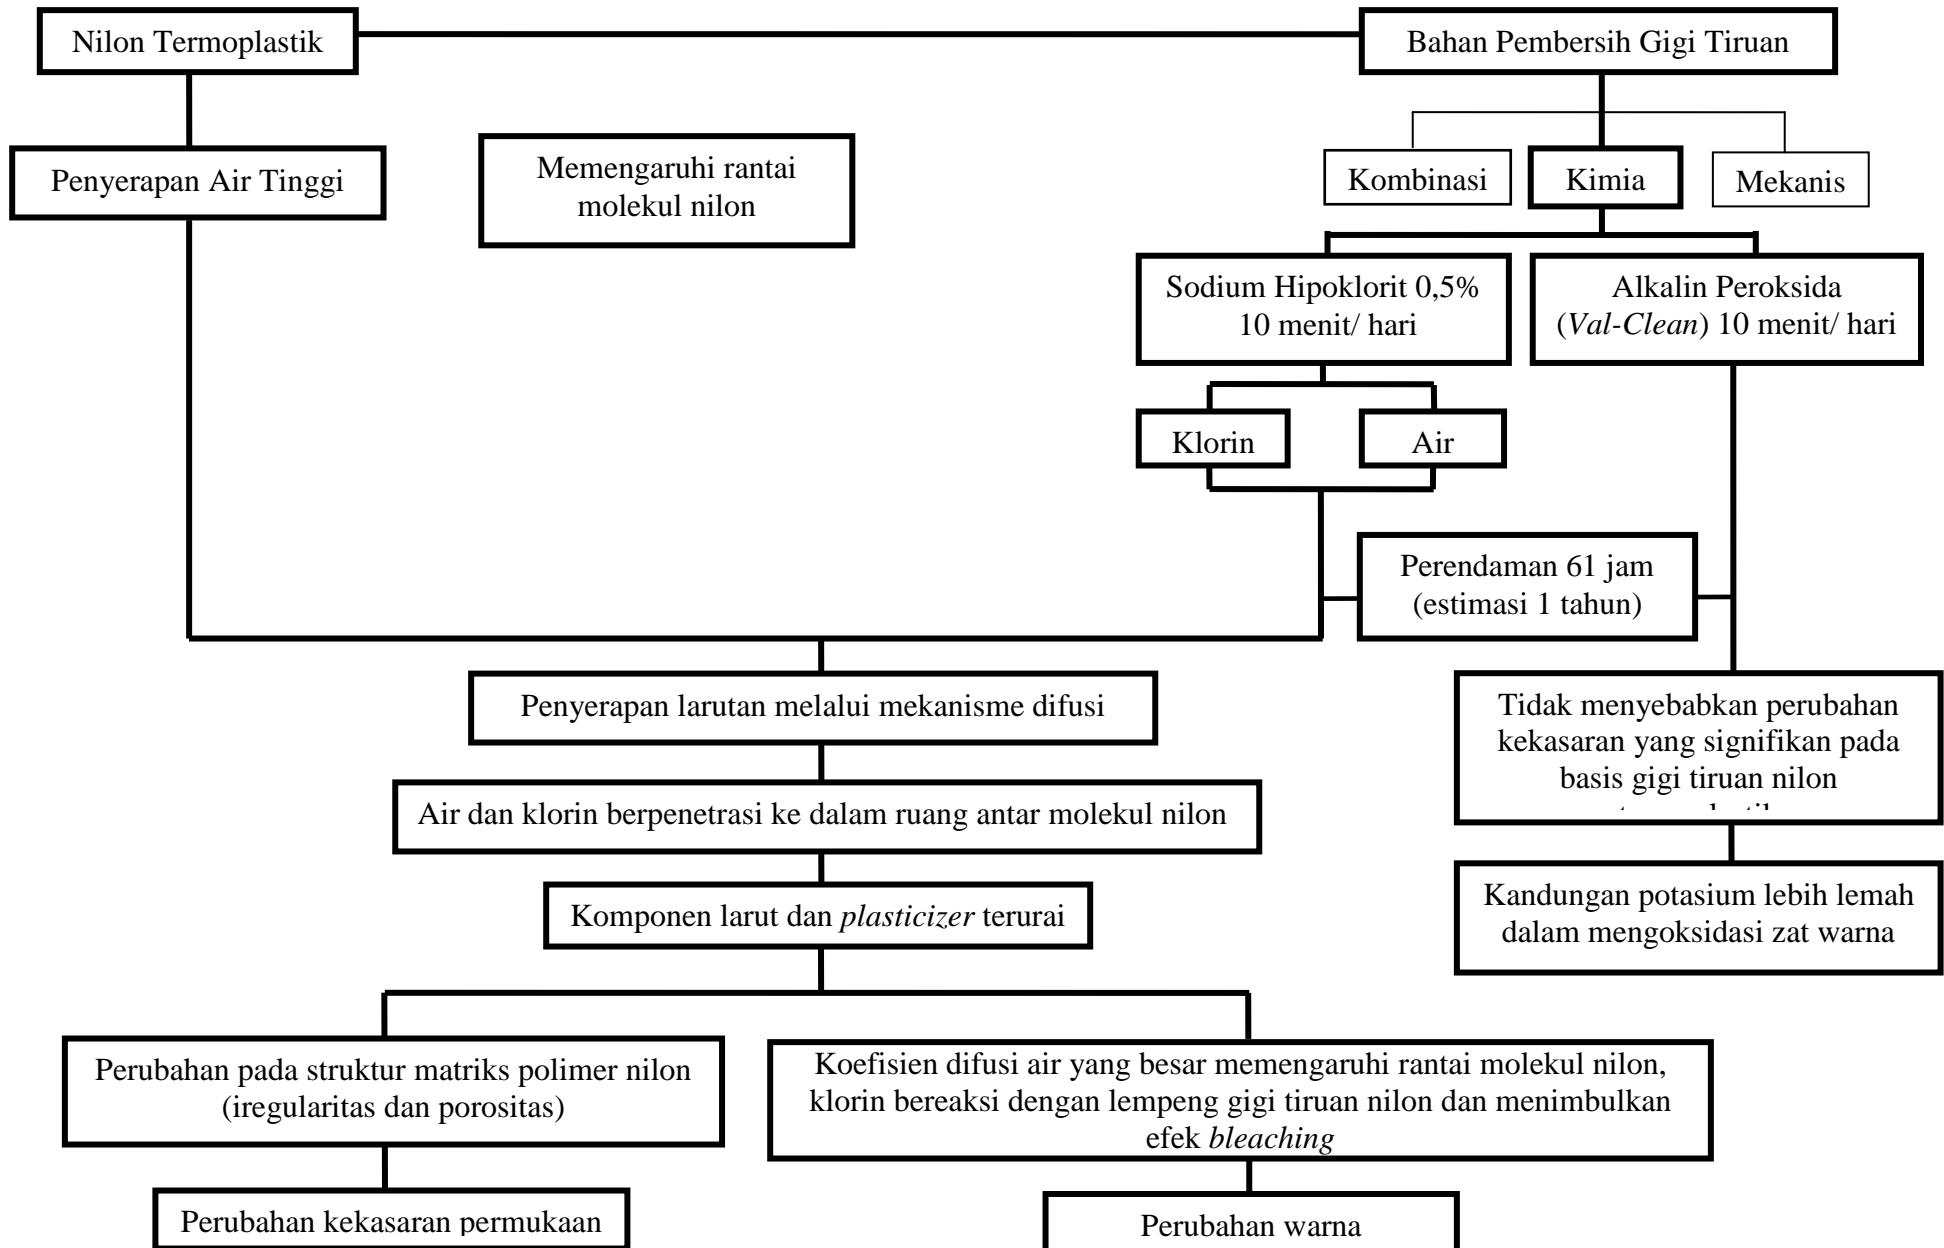 Nilon Termoplastik
Bahan Pembersih Gigi Tiruan
Penyerapan Air Tinggi
Memengaruhi rantai
molekul nilon
Kombinasi
Kimia
Mekanis
Sodium Hipoklorit 0,5%
10 menit/ hari
Alkalin Peroksida
(Val-Clean) 10 menit/ hari
Klorin
Air
Perendaman 61 jam
(estimasi 1 tahun)
Penyerapan larutan melalui mekanisme difusi
Tidak menyebabkan perubahan
kekasaran yang signifikan pada
basis gigi tiruan nilon
Air dan klorin berpenetrasi ke dalam ruang antar molekul nilon
Kandungan potasium lebih lemah
dalam mengoksidasi zat warna
Komponen larut dan plasticizer terurai
Perubahan pada struktur matriks polimer nilon
(iregularitas dan porositas)
Koefisien difusi air yang besar memengaruhi rantai molekul nilon,
klorin bereaksi dengan lempeng gigi tiruan nilon dan menimbulkan
efek bleaching
Perubahan kekasaran permukaan
Perubahan warna